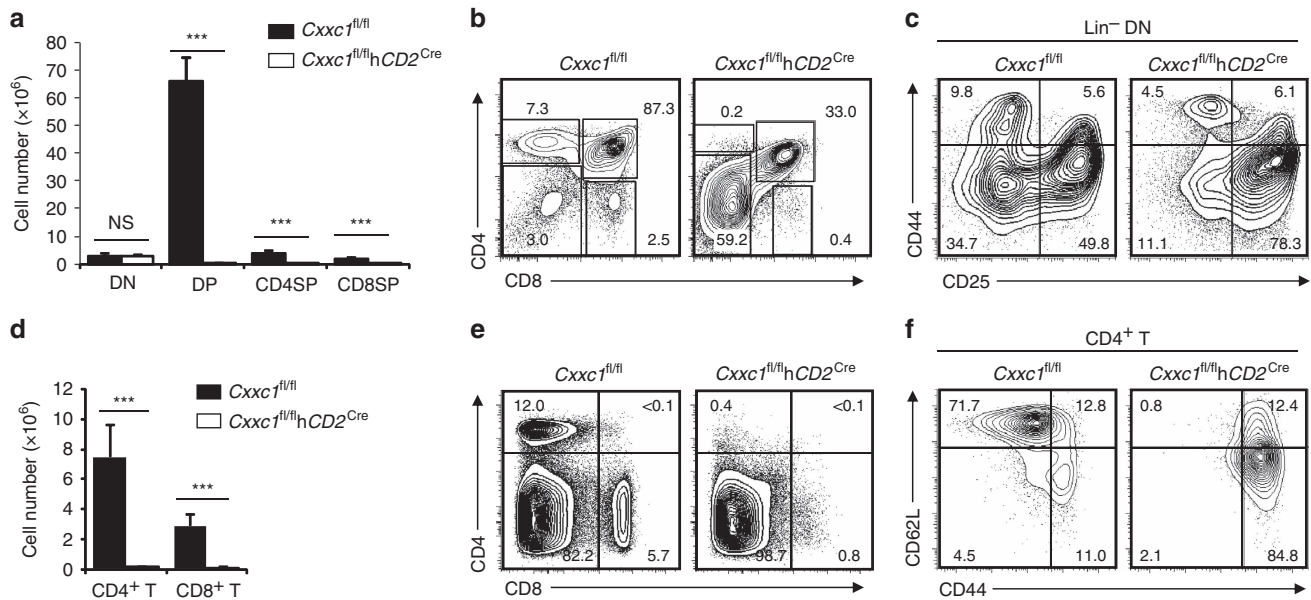 a
Cxxc1fl/fl
Cxxc1fl/flhCD2Cre
Cell number (×10⁶)
80
70
60
50
40
30
20
10
0
NS
***
***
***
DN
DP
CD4SP
CD8SP
b
Cxxc1fl/fl
Cxxc1fl/flhCD2Cre
7.3
87.3
3.0
2.5
0.2
33.0
59.2
0.4
CD4
CD8
c
Lin– DN
Cxxc1fl/fl
Cxxc1fl/flhCD2Cre
9.8
5.6
34.7
49.8
4.5
6.1
11.1
78.3
CD44
CD25
d
Cxxc1fl/fl
Cxxc1fl/flhCD2Cre
Cell number (×10⁶)
12
10
8
6
4
2
0
***
***
CD4+ T
CD8+ T
e
Cxxc1fl/fl
Cxxc1fl/flhCD2Cre
12.0
<0.1
82.2
5.7
0.4
<0.1
98.7
0.8
CD4
CD8
f
CD4+ T
Cxxc1fl/fl
Cxxc1fl/flhCD2Cre
71.7
12.8
4.5
11.0
0.8
12.4
2.1
84.8
CD62L
CD44